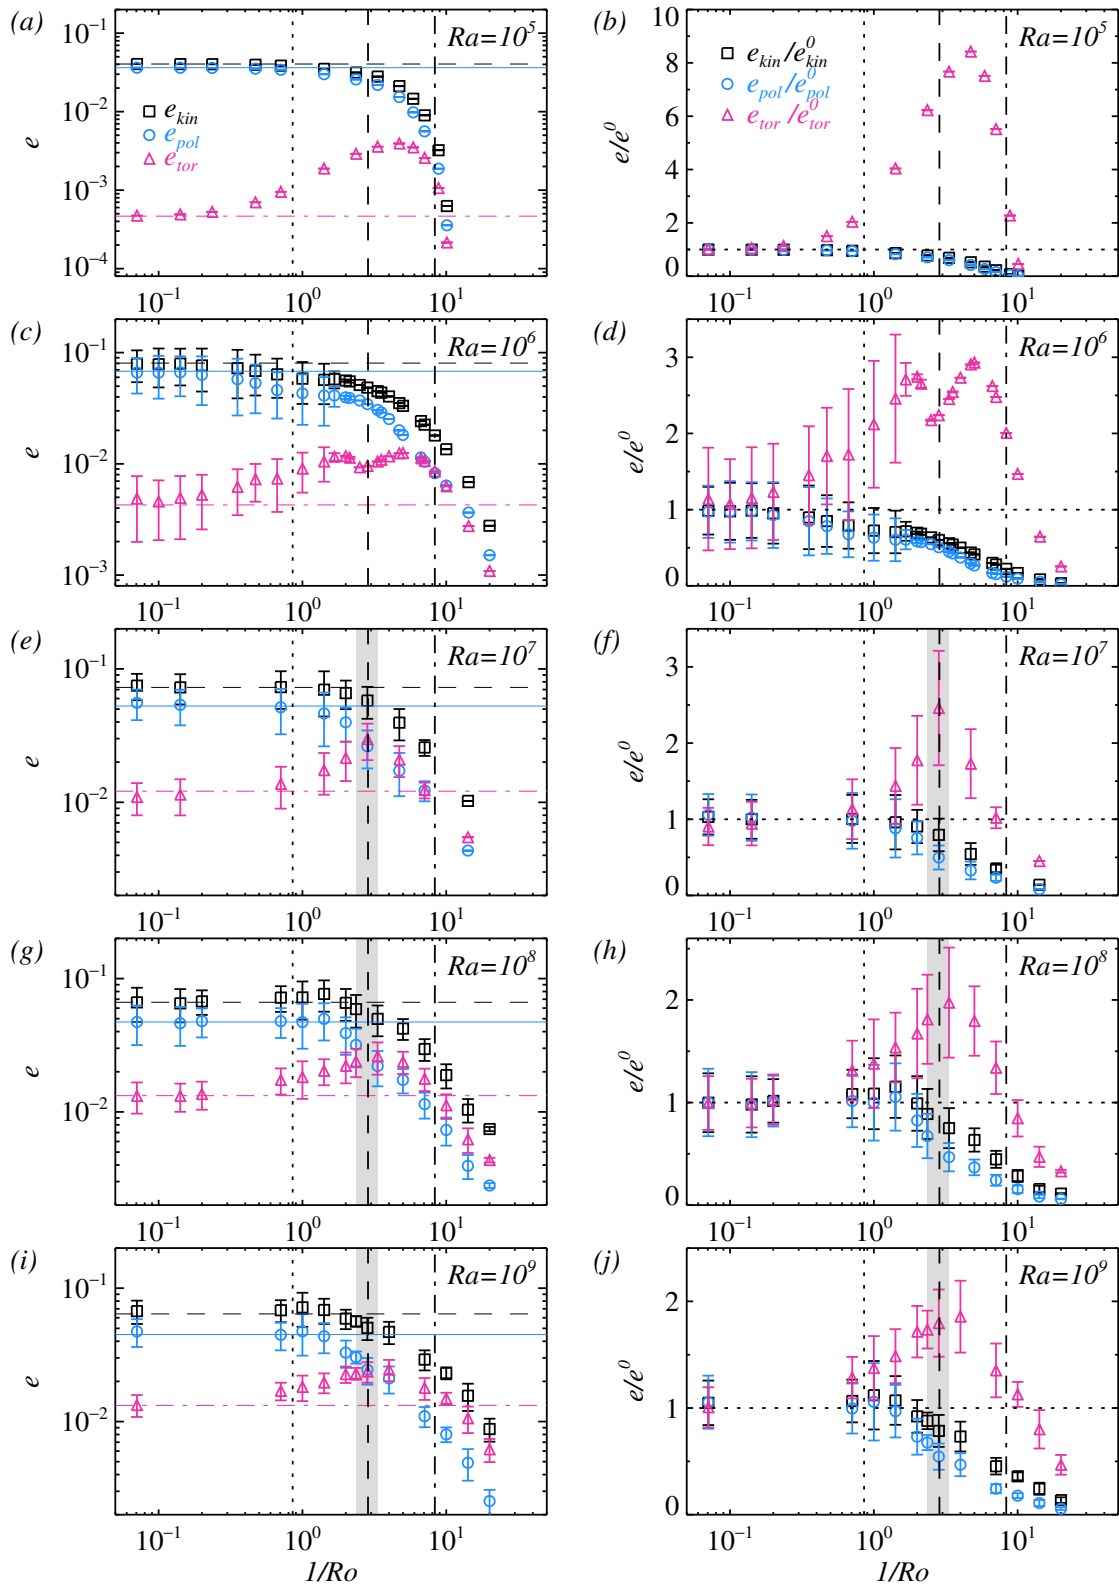 (a) Ra=10⁵
10⁻¹
10⁻²
10⁻³
10⁻⁴
e
e_kin
e_pol
e_tor
10⁻¹ 10⁰ 10¹
(b) Ra=10⁵
10
8
6
4
2
0
e/e⁰
e_kin/e⁰_kin
e_pol/e⁰_pol
e_tor/e⁰_tor
10⁻¹ 10⁰ 10¹
(c) Ra=10⁶
10⁻¹
10⁻²
10⁻³
e
10⁻¹ 10⁰ 10¹
(d) Ra=10⁶
3
2
1
0
e/e⁰
10⁻¹ 10⁰ 10¹
(e) Ra=10⁷
10⁻¹
10⁻²
e
10⁻¹ 10⁰ 10¹
(f) Ra=10⁷
3
2
1
0
e/e⁰
10⁻¹ 10⁰ 10¹
(g) Ra=10⁸
10⁻¹
10⁻²
e
10⁻¹ 10⁰ 10¹
(h) Ra=10⁸
2
1
0
e/e⁰
10⁻¹ 10⁰ 10¹
(i) Ra=10⁹
10⁻¹
10⁻²
e
10⁻¹ 10⁰ 10¹
1/Ro
(j) Ra=10⁹
2
1
0
e/e⁰
10⁻¹ 10⁰ 10¹
1/Ro